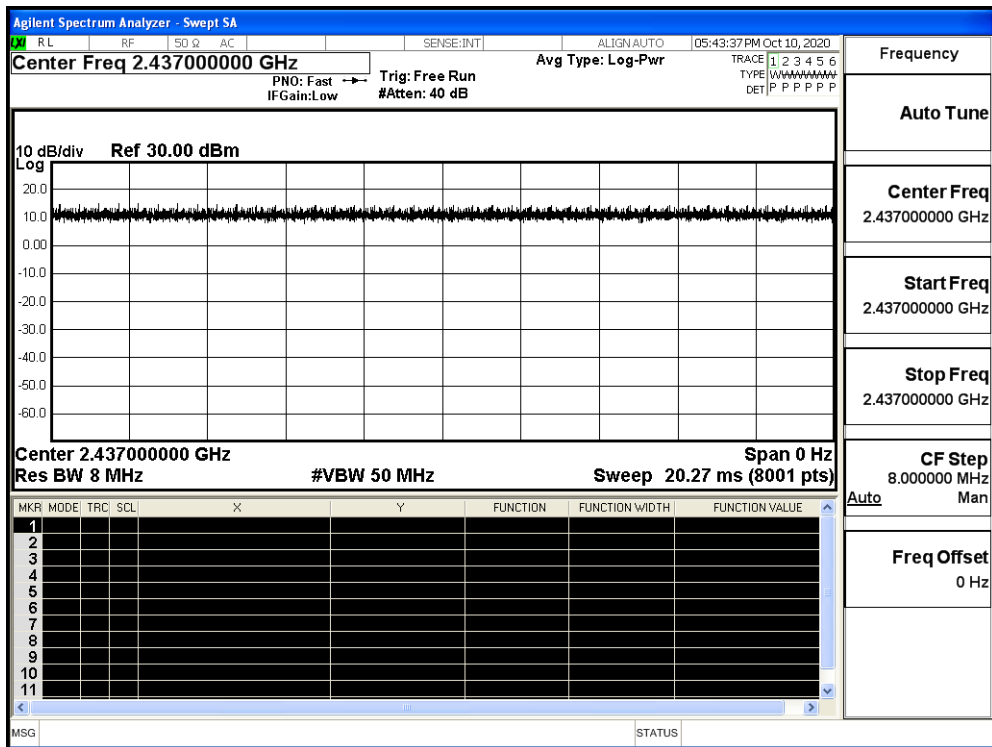 Agilent Spectrum Analyzer - Swept SA
LXI RL RF 50 Ω AC SENSE:INT ALIGN AUTO 05:43:37 PM Oct 10, 2020
Center Freq 2.437000000 GHz
Avg Type: Log-Pwr
TRACE 1 2 3 4 5 6
TYPE WWWWWW
DET P P P P P P
PNO: Fast
IFGain:Low
Trig: Free Run
#Atten: 40 dB
10 dB/div Ref 30.00 dBm
Log
20.0
10.0
0.00
-10.0
-20.0
-30.0
-40.0
-50.0
-60.0
Center 2.437000000 GHz Span 0 Hz
Res BW 8 MHz #VBW 50 MHz Sweep 20.27 ms (8001 pts)
MKR MODE TRC SCL X Y FUNCTION FUNCTION WIDTH FUNCTION VALUE
1
2
3
4
5
6
7
8
9
10
11
MSG STATUS
Frequency
Auto Tune
Center Freq
2.437000000 GHz
Start Freq
2.437000000 GHz
Stop Freq
2.437000000 GHz
CF Step
8.000000 MHz
Auto Man
Freq Offset
0 Hz